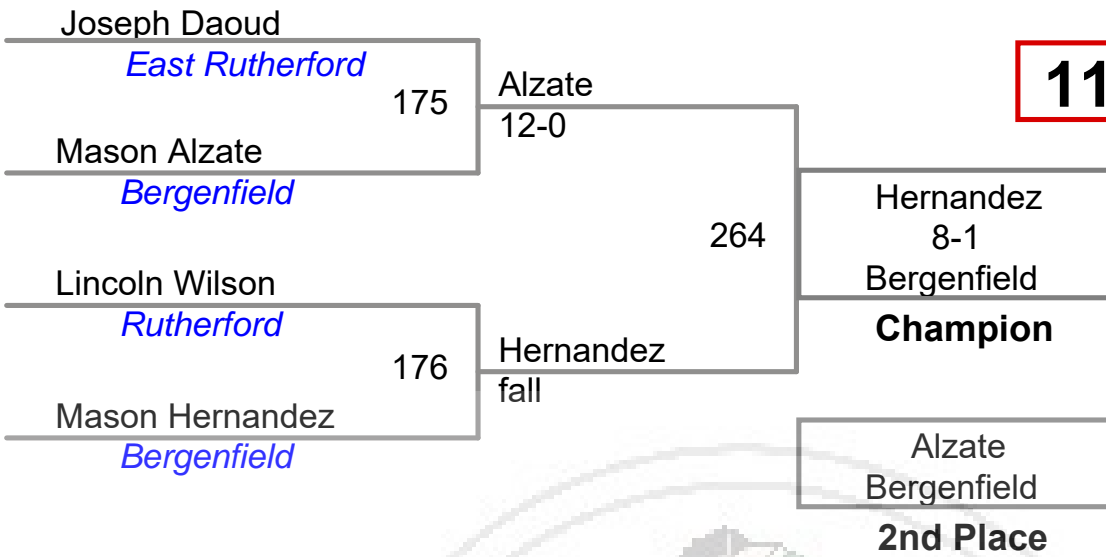 Joseph Daoud
East Rutherford
175
Mason Alzate
Bergenfield
Alzate
12-0
Lincoln Wilson
Rutherford
176
Mason Hernandez
Bergenfield
Hernandez
fall
264
11
Hernandez
8-1
Bergenfield
Champion
Alzate
Bergenfield
2nd Place